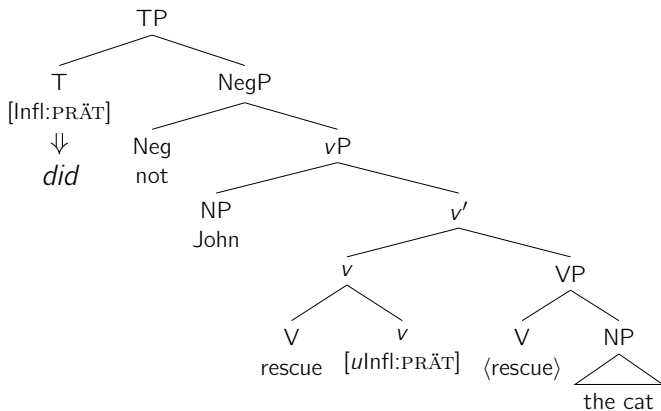 TP
T NegP
[Infl:PRÄT]
⇓ Neg vP
did not
NP v′
John
v VP
V v V NP
rescue [uInfl:PRÄT] ⟨rescue⟩
the cat